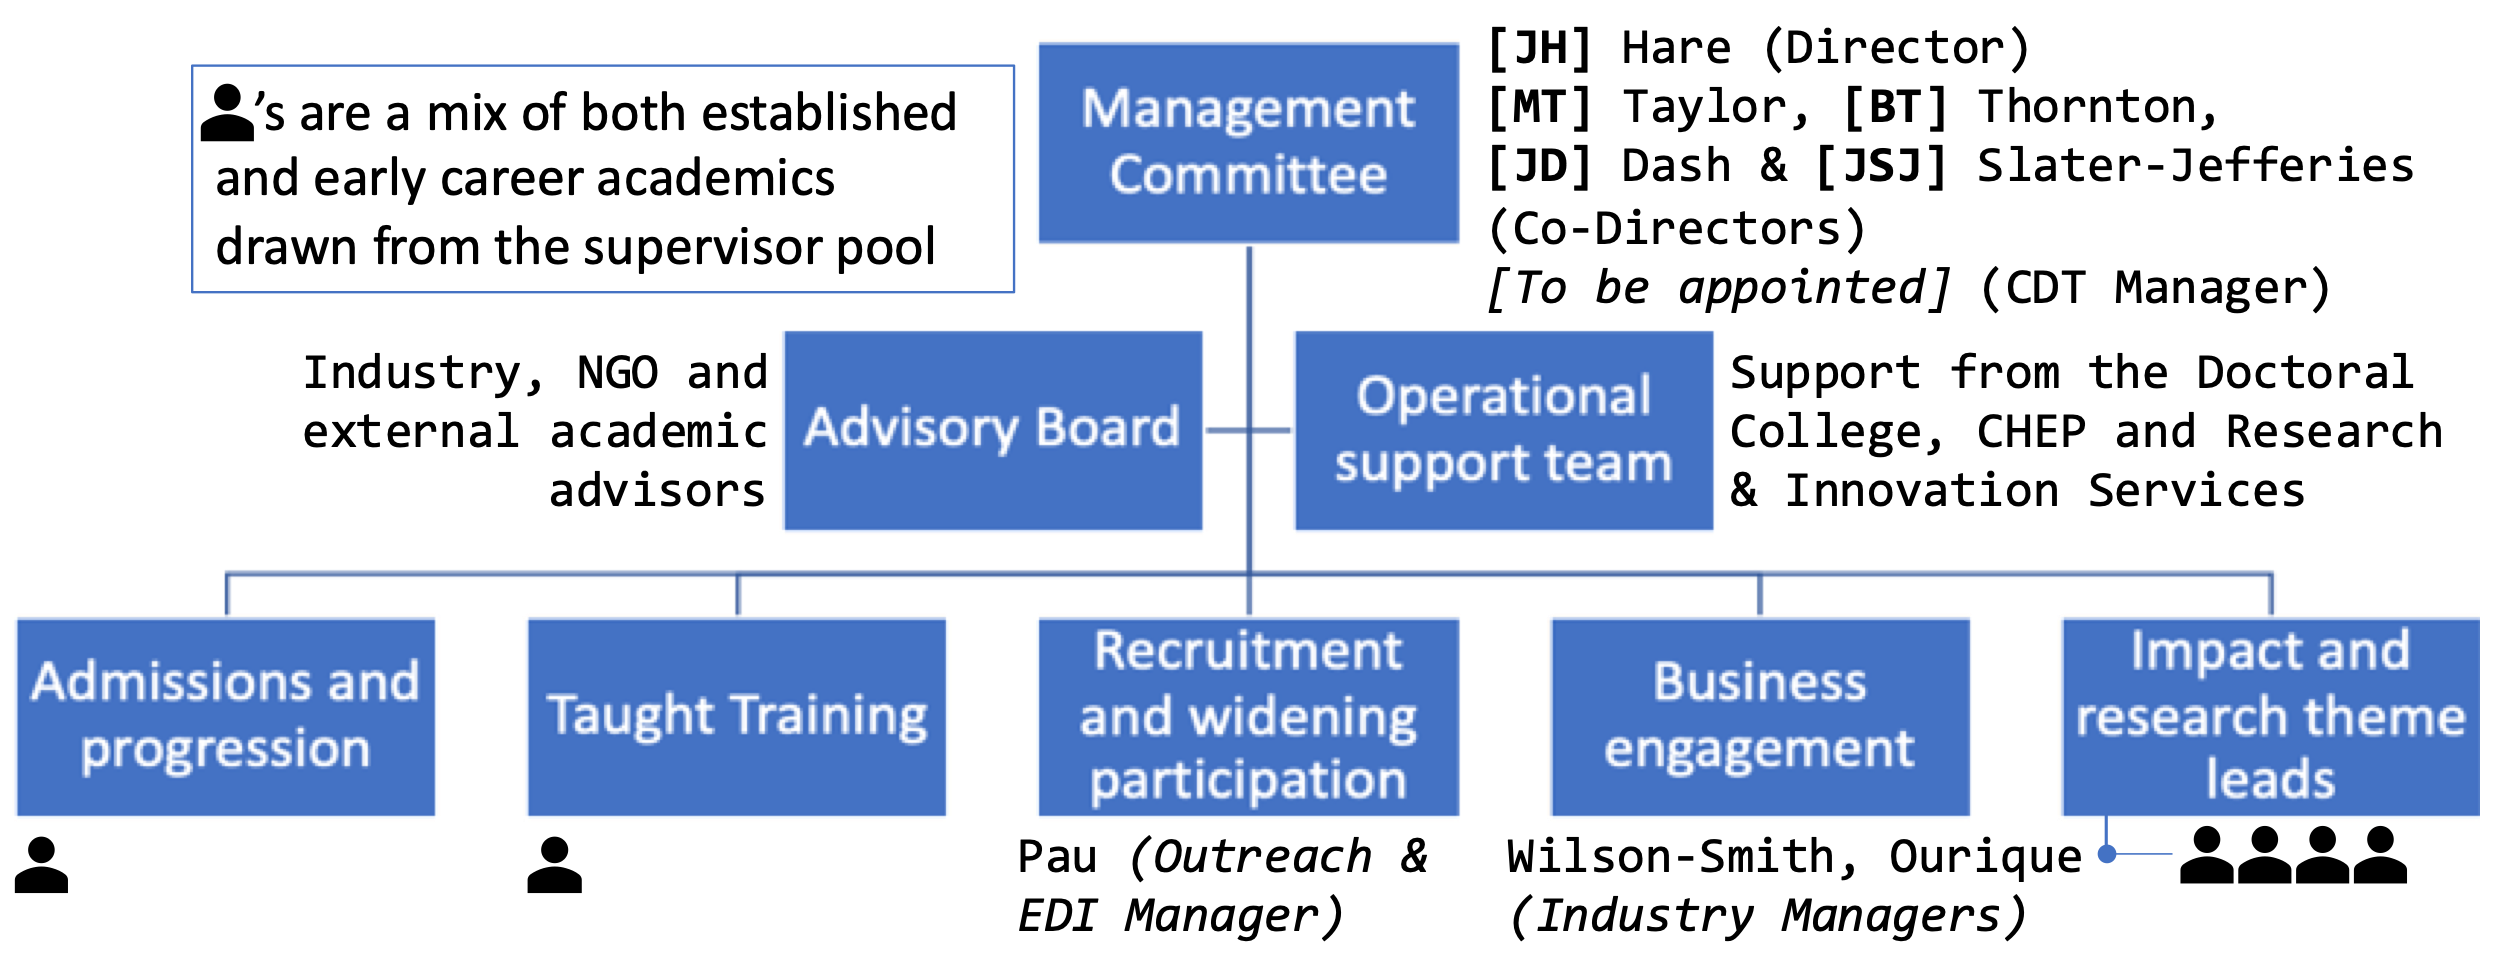 's are a mix of both established
and early career academics
drawn from the supervisor pool
Management
Committee
[JH] Hare (Director)
[MT] Taylor, [BT] Thornton,
[JD] Dash & [JSJ] Slater-Jefferies
(Co-Directors)
[To be appointed] (CDT Manager)
Industry, NGO and
external academic
advisors
Advisory Board
Operational
support team
Support from the Doctoral
College, CHEP and Research
& Innovation Services
Admissions and
progression
Taught Training
Recruitment
and widening
participation
Business
engagement
Impact and
research theme
leads
Pau (Outreach &
EDI Manager)
Wilson-Smith, Ourique
(Industry Managers)